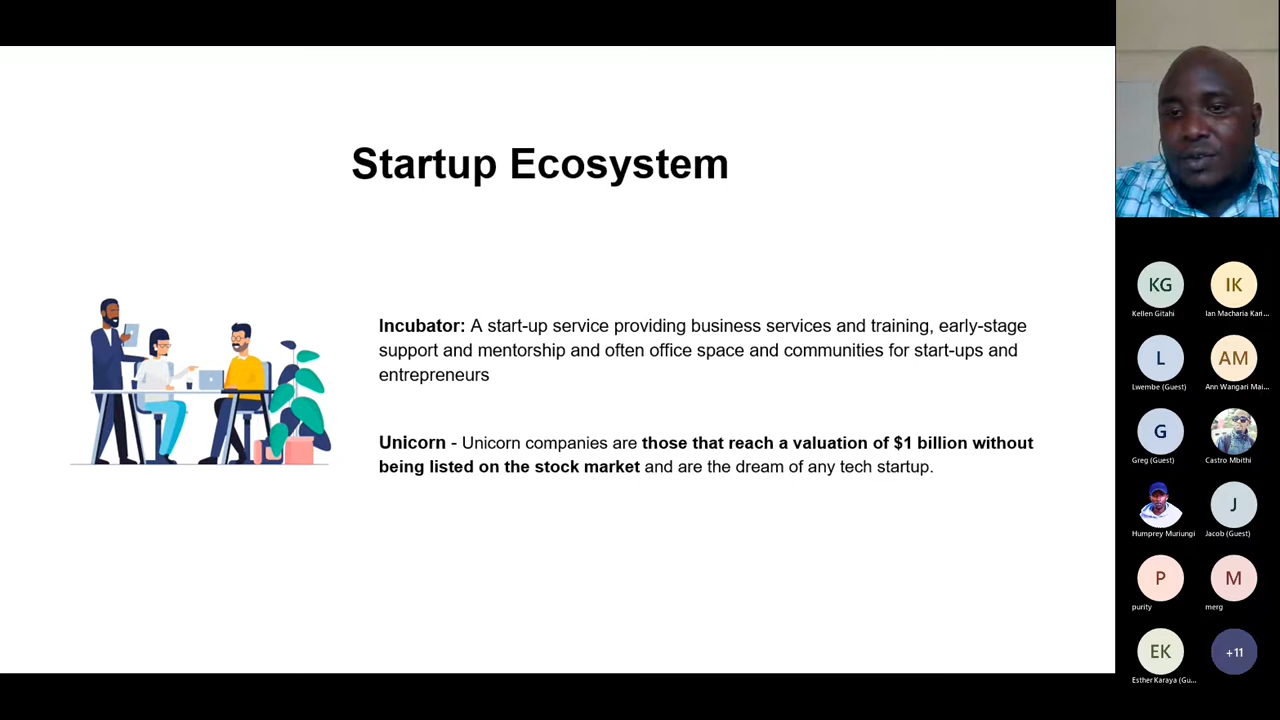 Startup Ecosystem
Incubator: A start-up service providing business services and training, early-stage
support and mentorship and often office space and communities for start-ups and
entrepreneurs
Unicorn - Unicorn companies are those that reach a valuation of $1 billion without
being listed on the stock market and are the dream of any tech startup.
KG
IK
Kellen Gitahi
Ian Macharia Kari...
L
AM
Lwembe (Guest)
Ann Wangari Mai...
G
Greg (Guest)
Castro Mbithi
J
Humprey Muriungi
Jacob (Guest)
P
M
purity
merg
EK
+11
Esther Karaya (Gu...